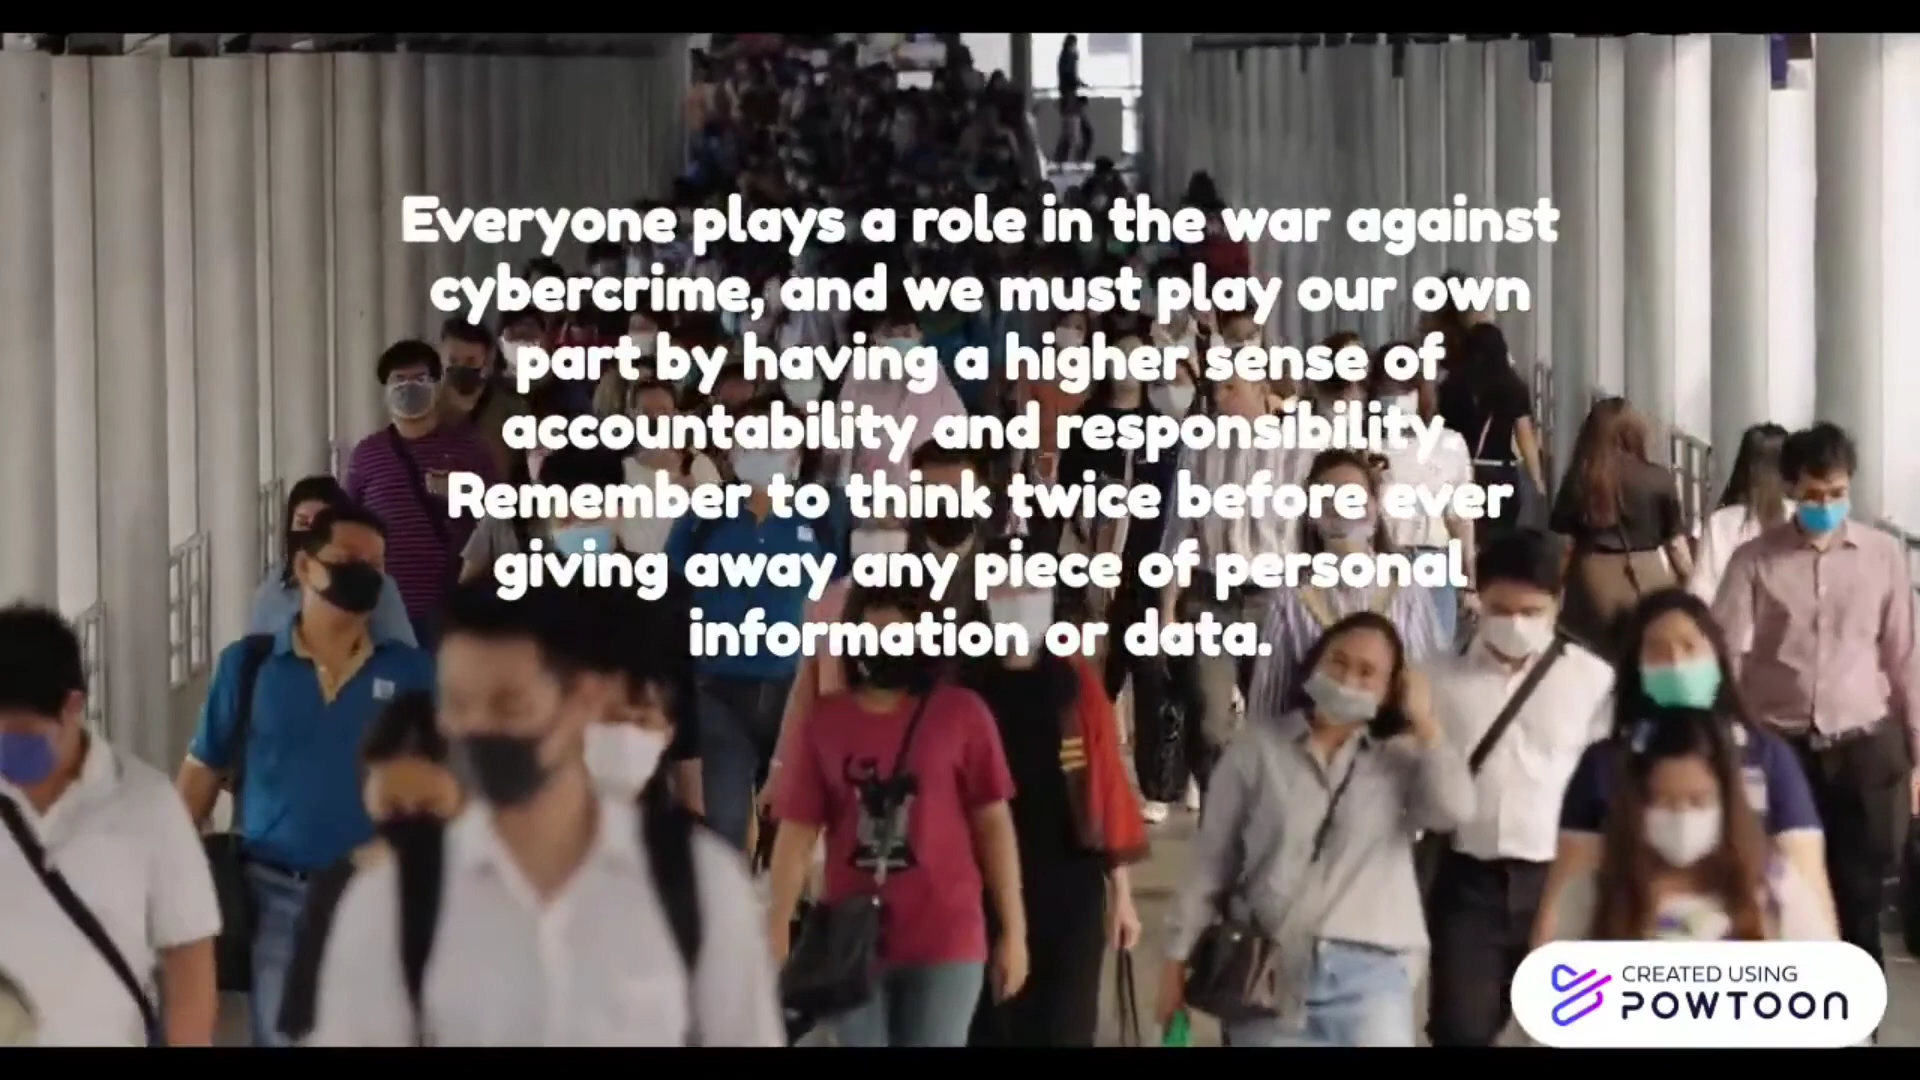 Everyone plays a role in the war against
cybercrime, and we must play our own
part by having a higher sense of
accountability and responsibility.
Remember to think twice before ever
giving away any piece of personal
information or data.
CREATED USING
POWTOON